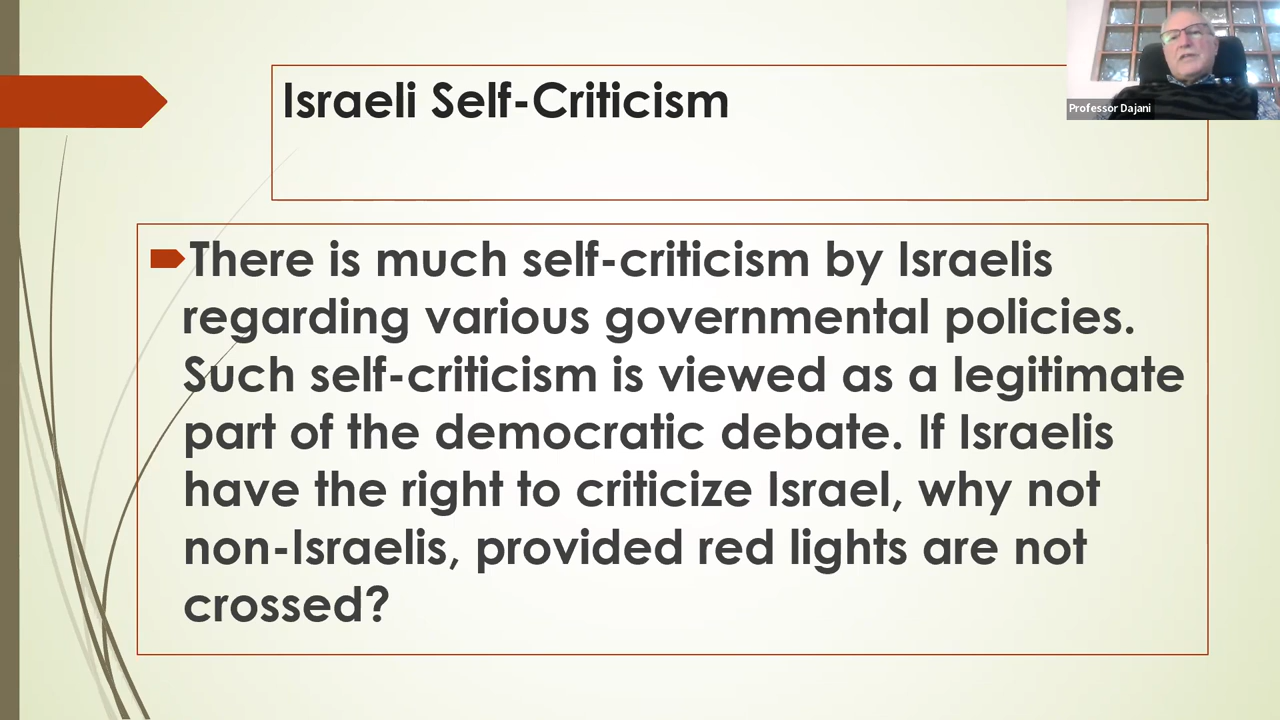 Israeli Self-Criticism
Professor Dajani
There is much self-criticism by Israelis
regarding various governmental policies.
Such self-criticism is viewed as a legitimate
part of the democratic debate. If Israelis
have the right to criticize Israel, why not
non-Israelis, provided red lights are not
crossed?